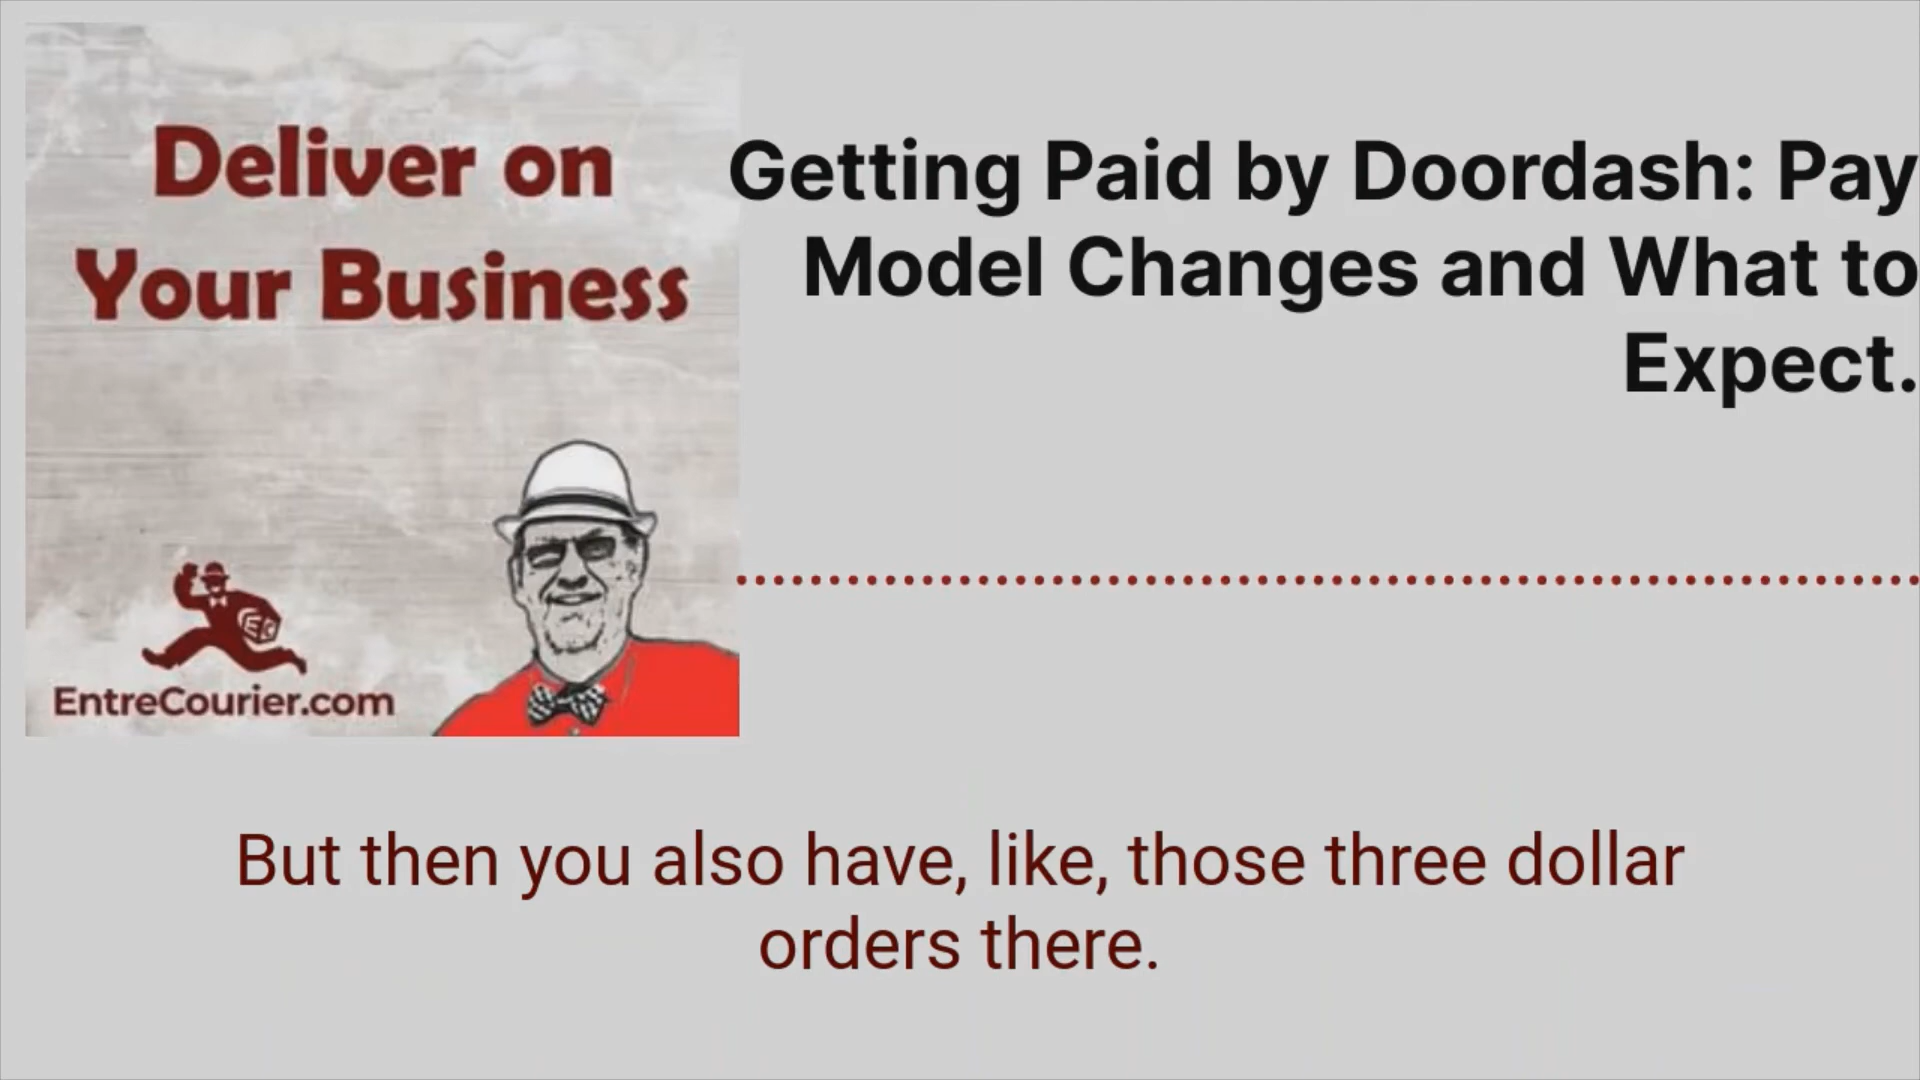 Deliver on
Your Business
EC
EntreCourier.com
Getting Paid by Doordash: Pay
Model Changes and What to
Expect.
But then you also have, like, those three dollar
orders there.